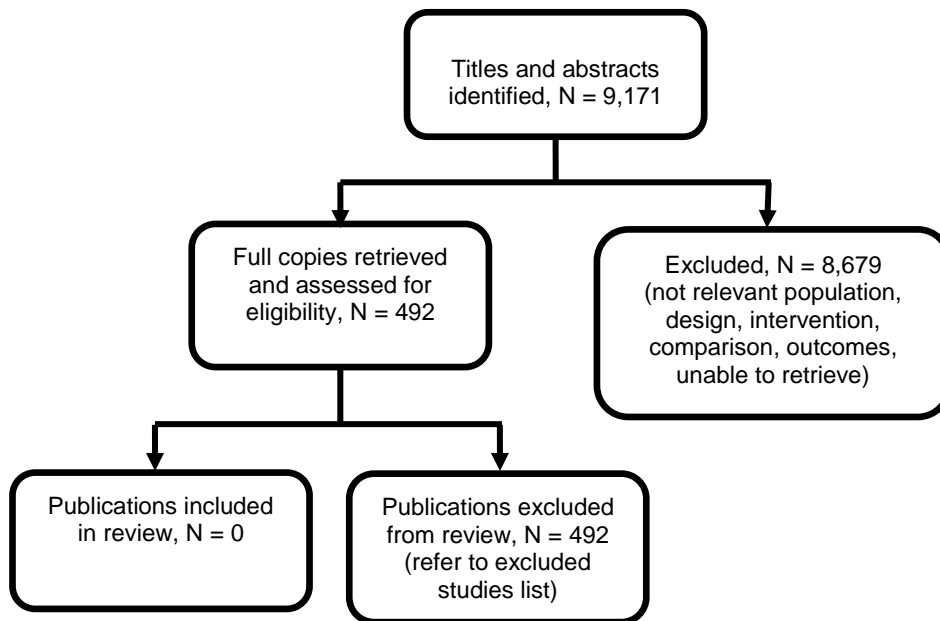 Titles and abstracts
identified, N = 9,171
Full copies retrieved
and assessed for
eligibility, N = 492
Excluded, N = 8,679
(not relevant population,
design, intervention,
comparison, outcomes,
unable to retrieve)
Publications included
in review, N = 0
Publications excluded
from review, N = 492
(refer to excluded
studies list)